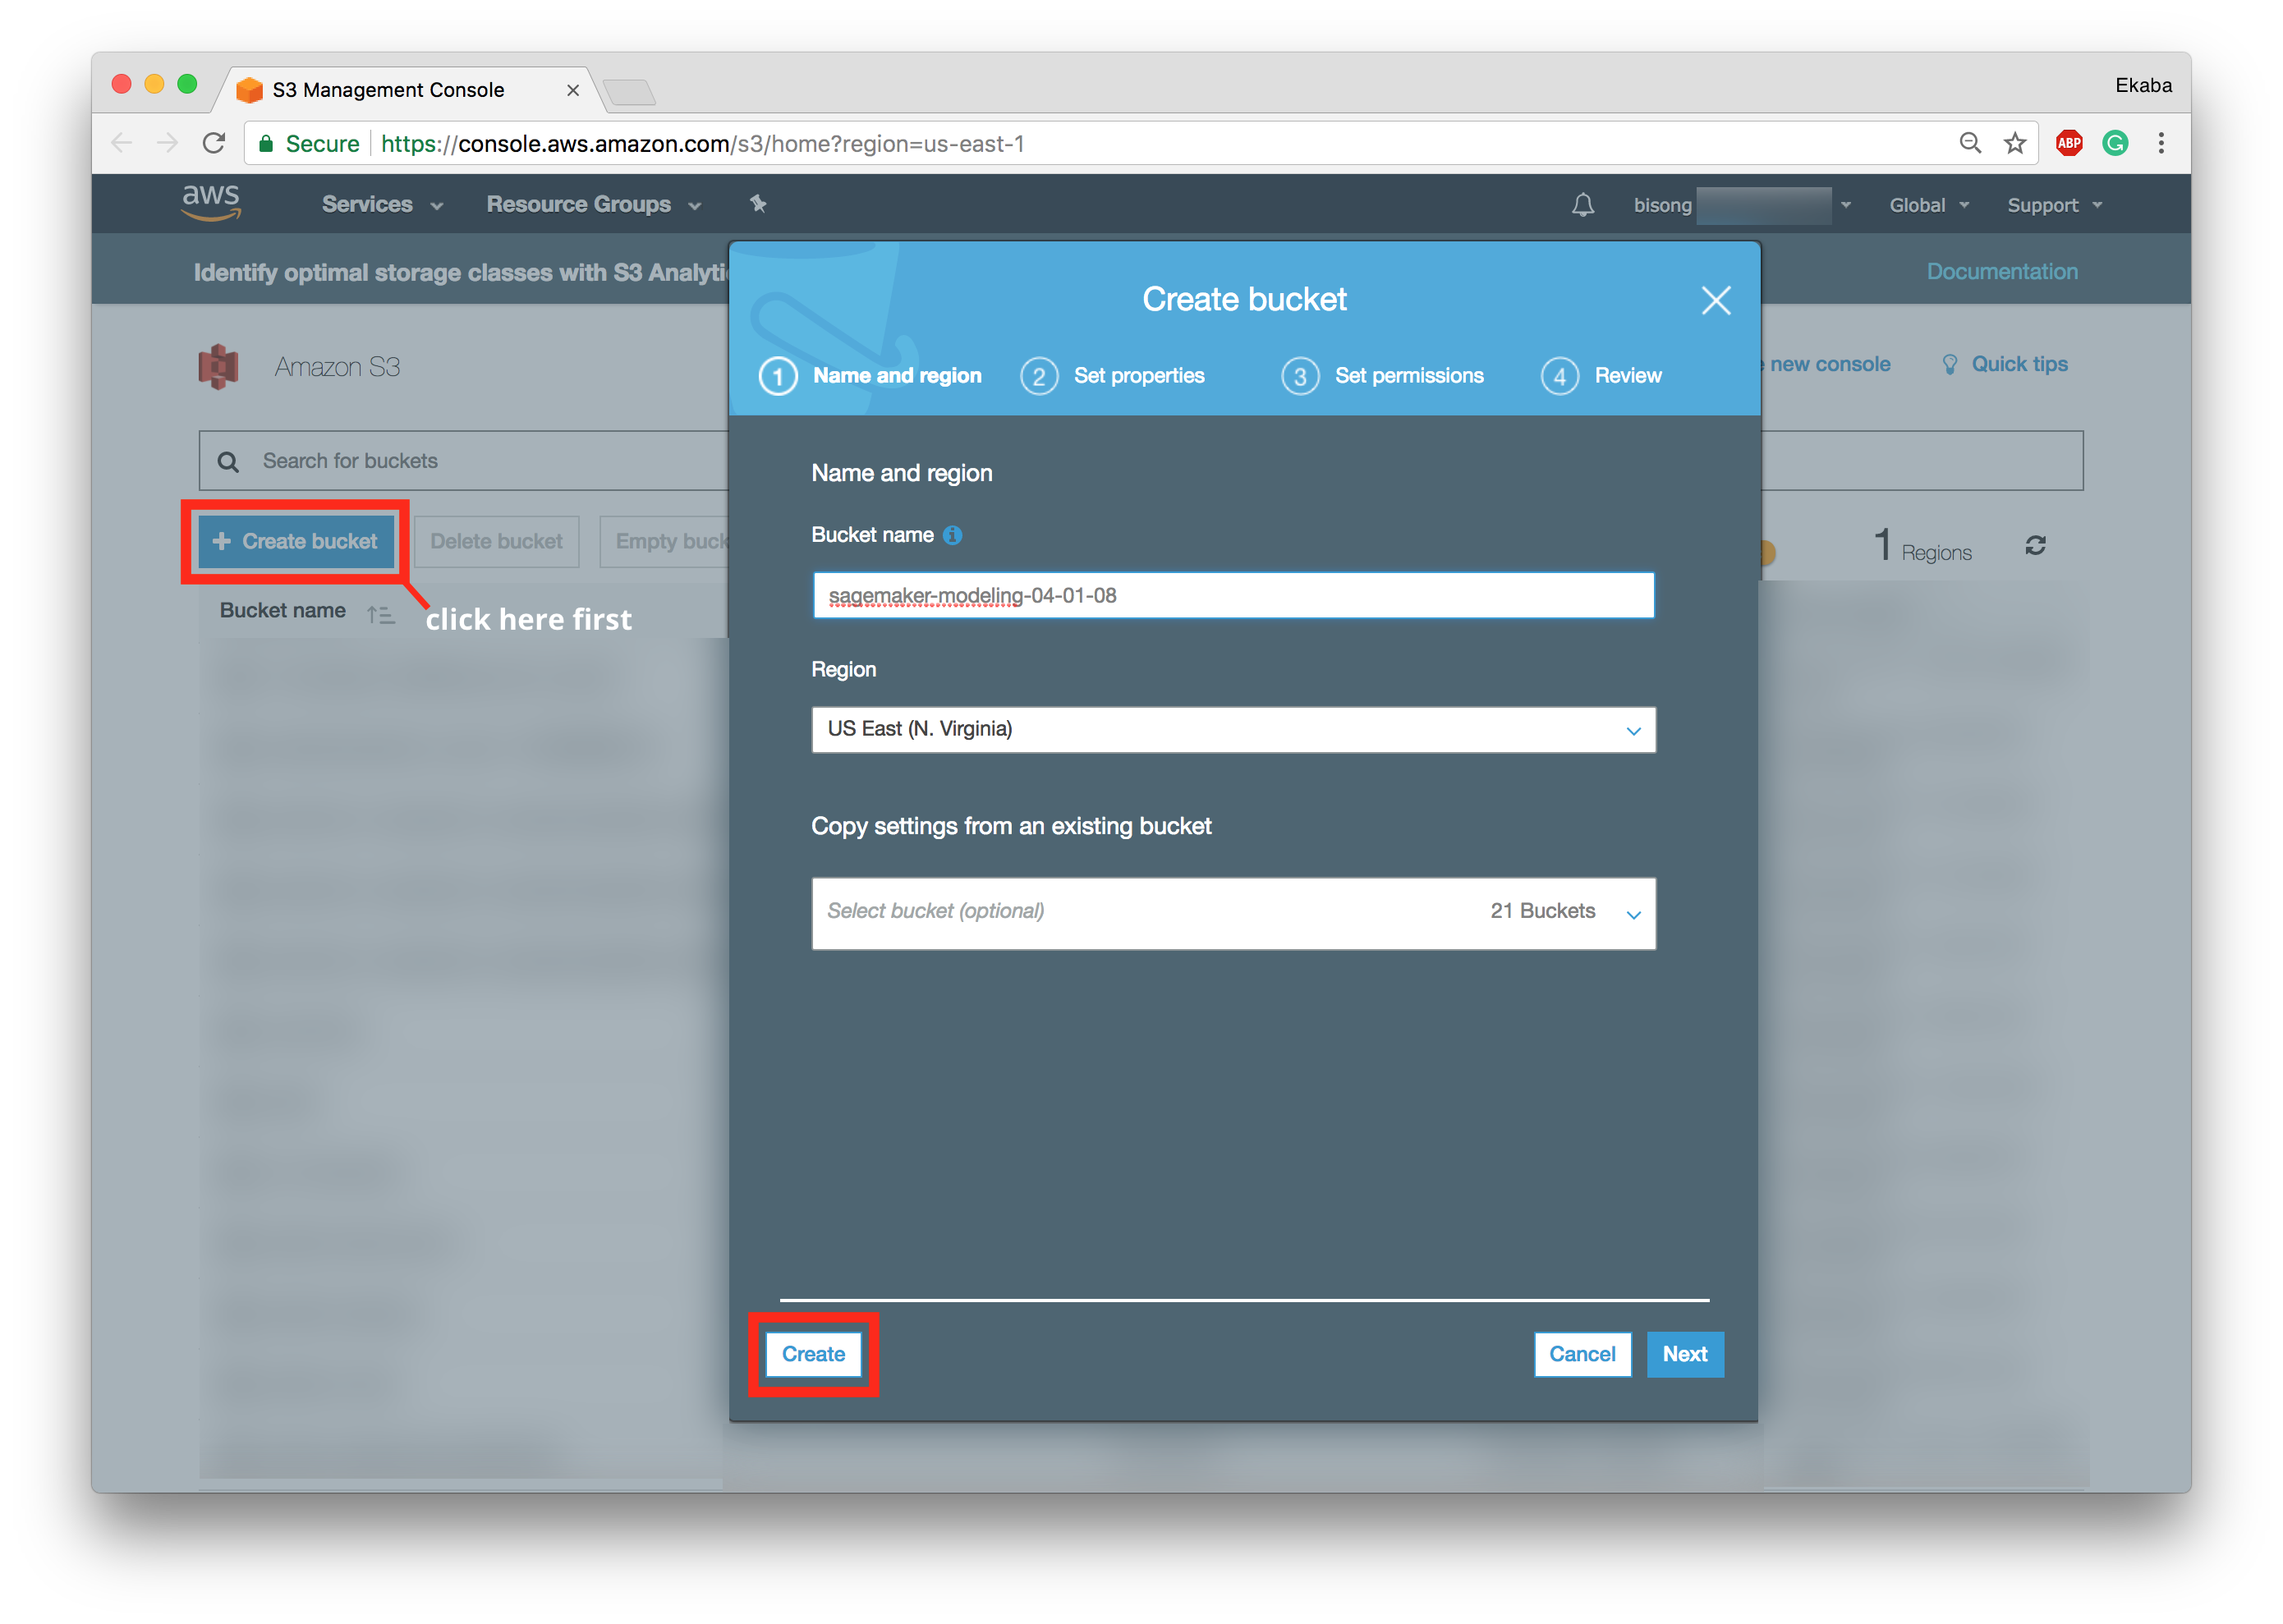 S3 Management Console
Ekaba
Secure https://console.aws.amazon.com/s3/home?region=us-east-1
ABP
G
aws
Services
Resource Groups
bisong
Global
Support
Identify optimal storage classes with S3 Analyti
Documentation
Create bucket
1 Name and region
2 Set properties
3 Set permissions
4 Review
Amazon S3
new console
Quick tips
Search for buckets
Name and region
Create bucket
Delete bucket
Empty buck
Bucket name
1 Regions
Bucket name
click here first
sagemaker-modeling-04-01-08
Region
US East (N. Virginia)
Copy settings from an existing bucket
Select bucket (optional)
21 Buckets
Create
Cancel
Next